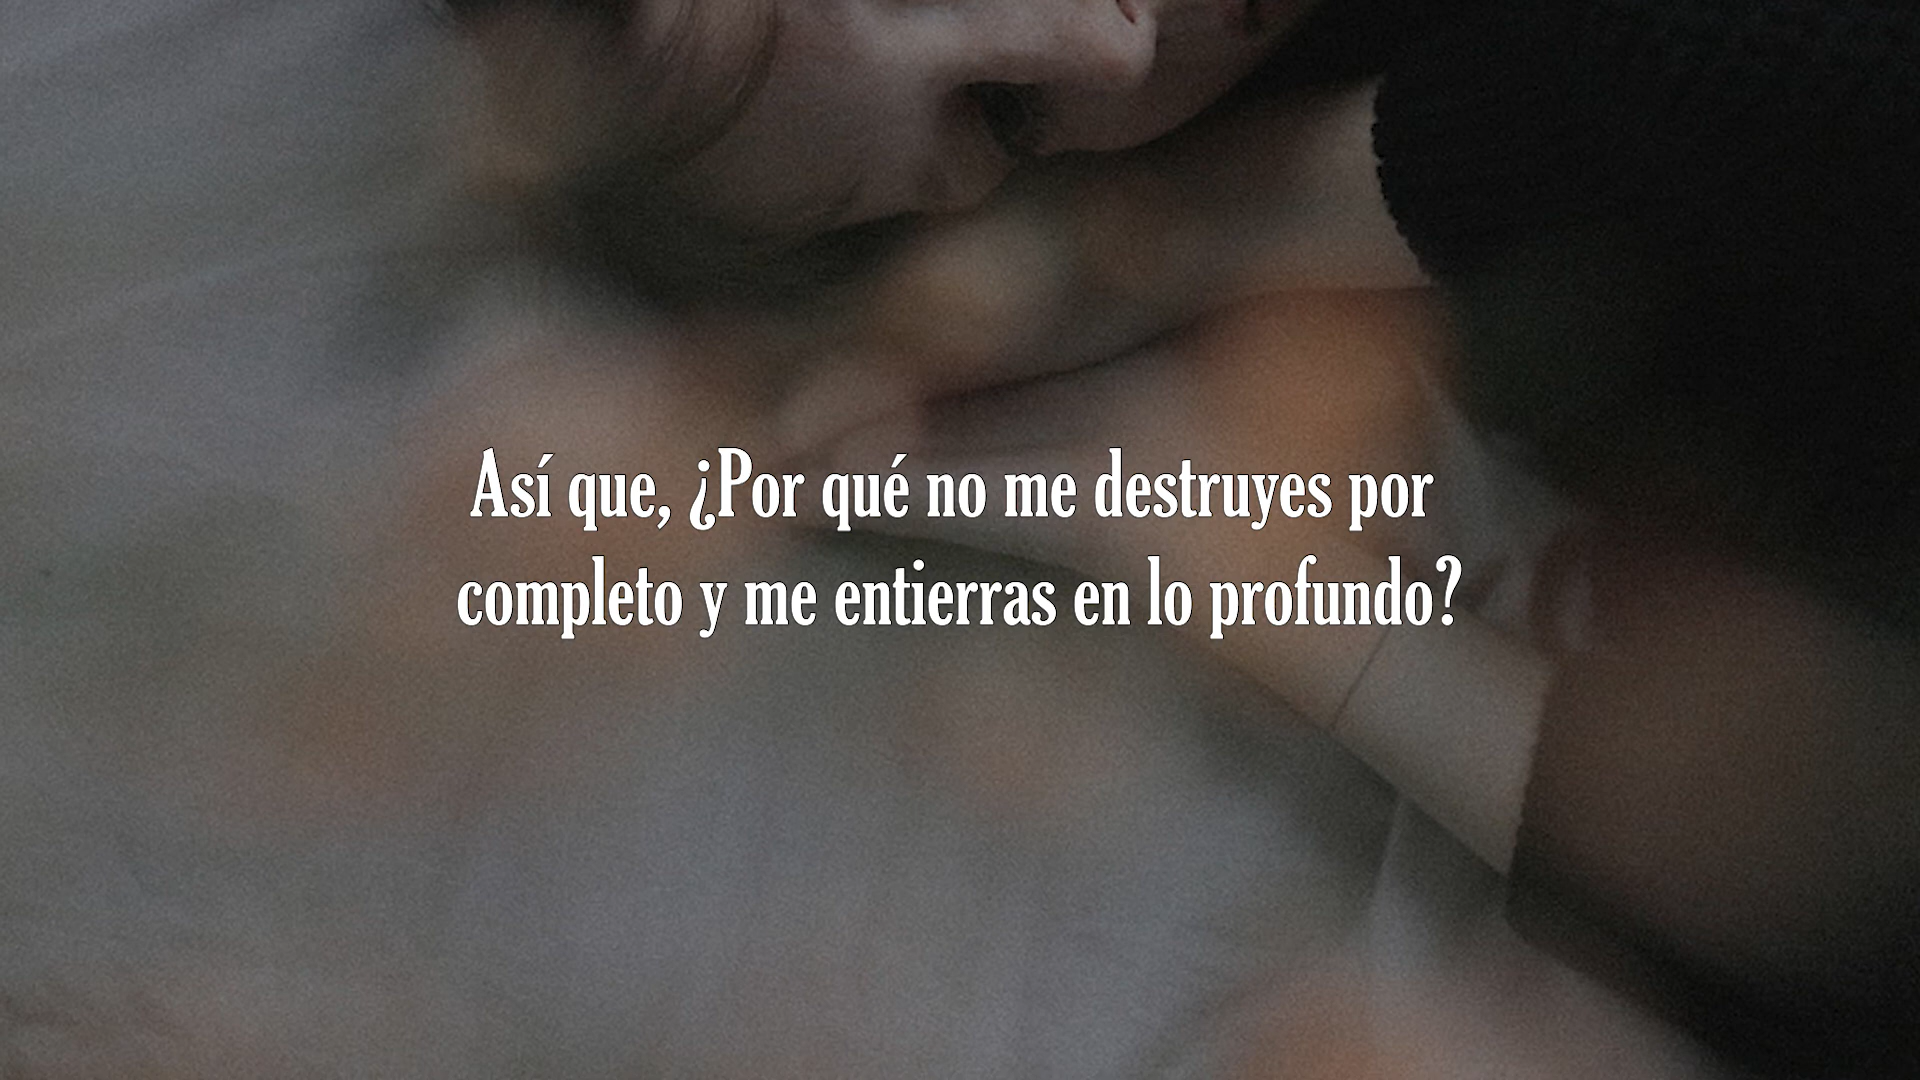 Así que, ¿Por qué no me destruyes por
completo y me entierras en lo profundo?